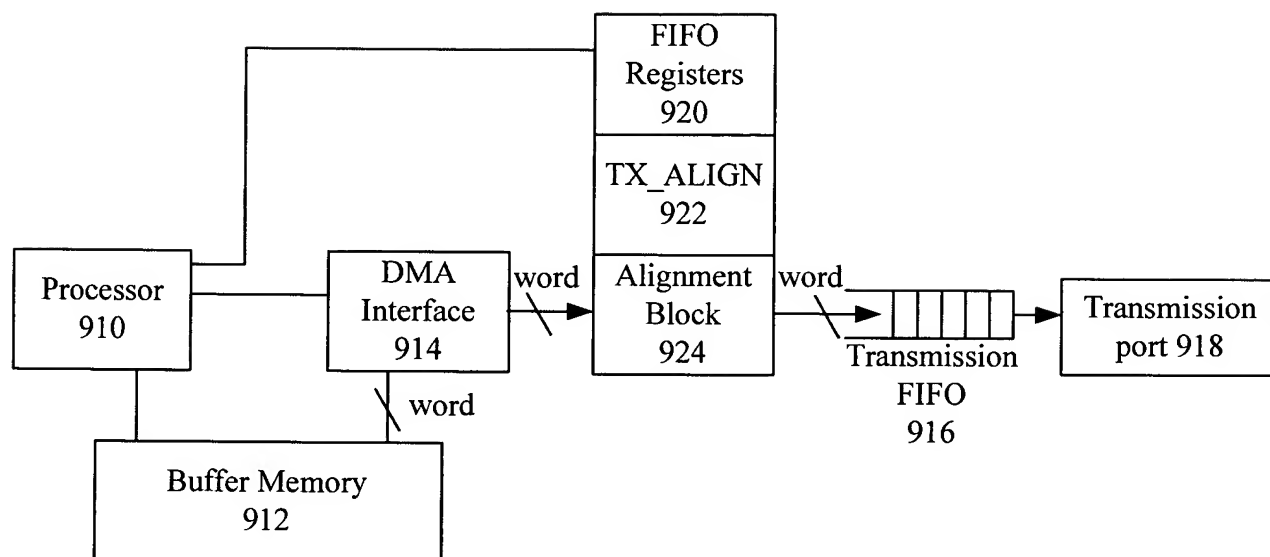 FIFO
Registers
920
TX_ALIGN
922
Processor
910
DMA
Interface
914
word
Alignment
Block
924
word
Transmission
FIFO
916
Transmission
port 918
word
Buffer Memory
912